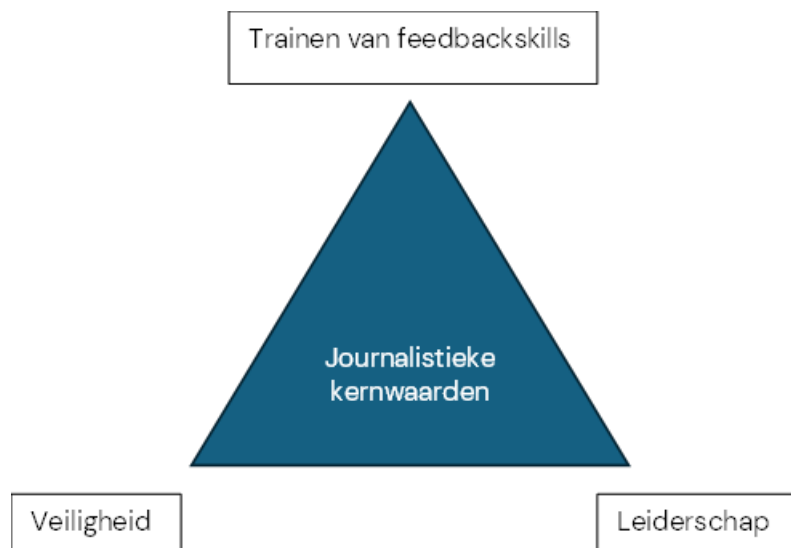 Trainen van feedbackskills
Journalistieke
kernwaarden
Veiligheid
Leiderschap